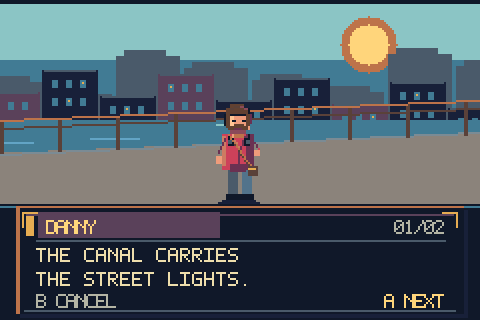 DANNY
01/02
THE CANAL CARRIES
THE STREET LIGHTS.
B CANCEL
A NEXT